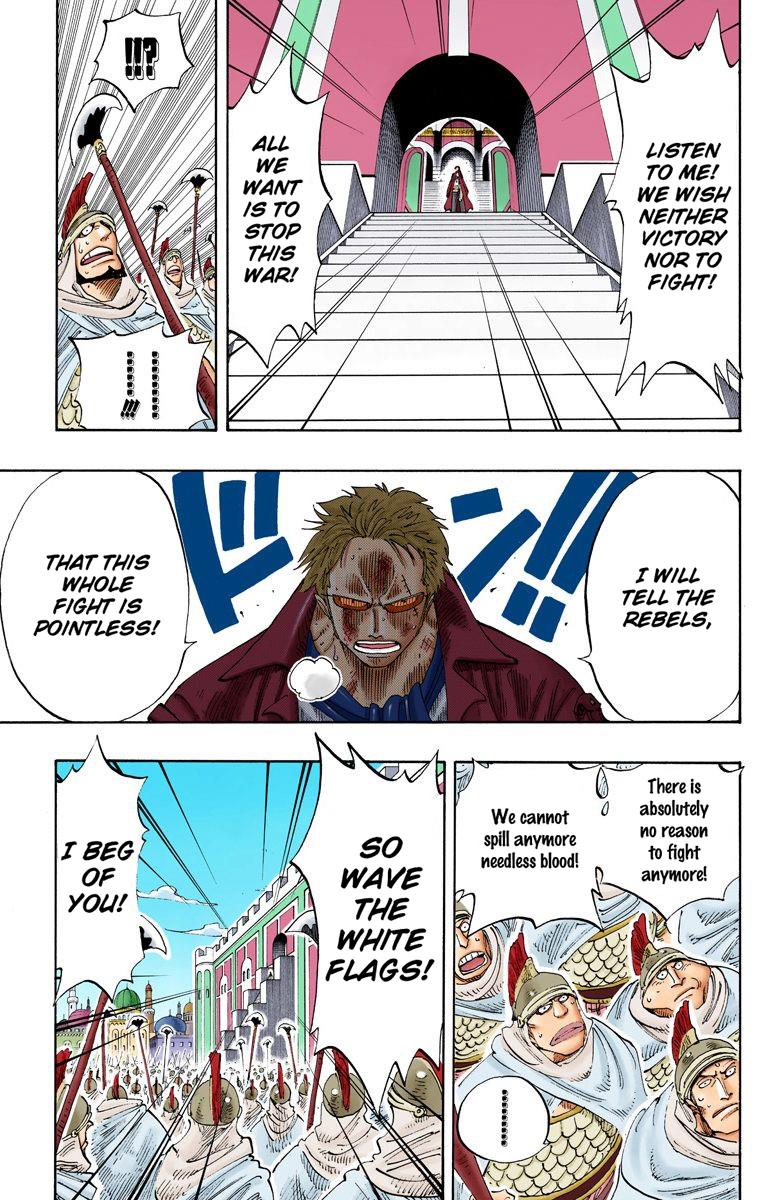 LISTEN
TO ME!
WE WISH
NEITHER
VICTORY
NOR TO
FIGHT!
ALL
WE
WANT
IS TO
STOP
THIS
WAR!
!!?
............!!!
I WILL
TELL THE
REBELS,
ドン!!
THAT THIS
WHOLE
FIGHT IS
POINTLESS!
There is
absolutely
no reason
to fight
anymore!
We cannot
spill anymore
needless blood!
........
SO
WAVE
THE
WHITE
FLAGS!
I BEG
OF
YOU!